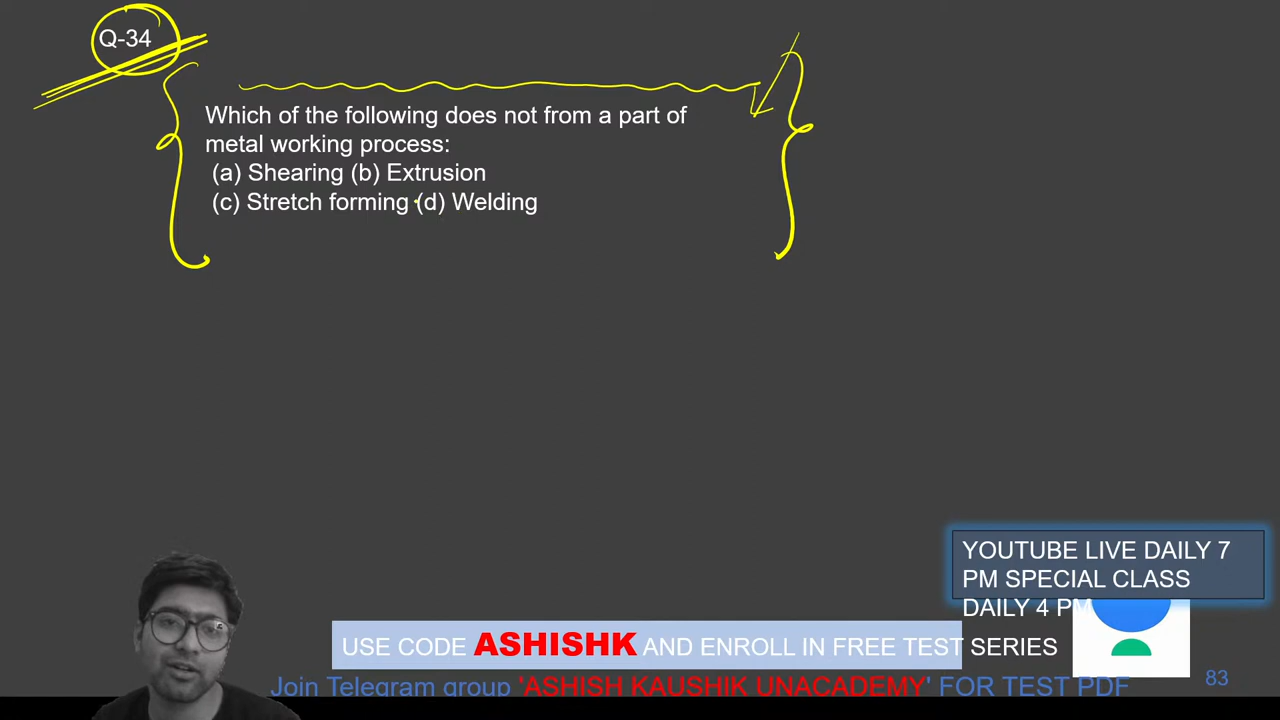 Q-34
Which of the following does not from a part of
metal working process:
(a) Shearing (b) Extrusion
(c) Stretch forming (d) Welding
YOUTUBE LIVE DAILY 7
PM SPECIAL CLASS
DAILY 4 PM
USE CODE ASHISHK AND ENROLL IN FREE TEST SERIES
Join Telegram group 'ASHISH KAUSHIK UNACADEMY' FOR TEST PDF
83